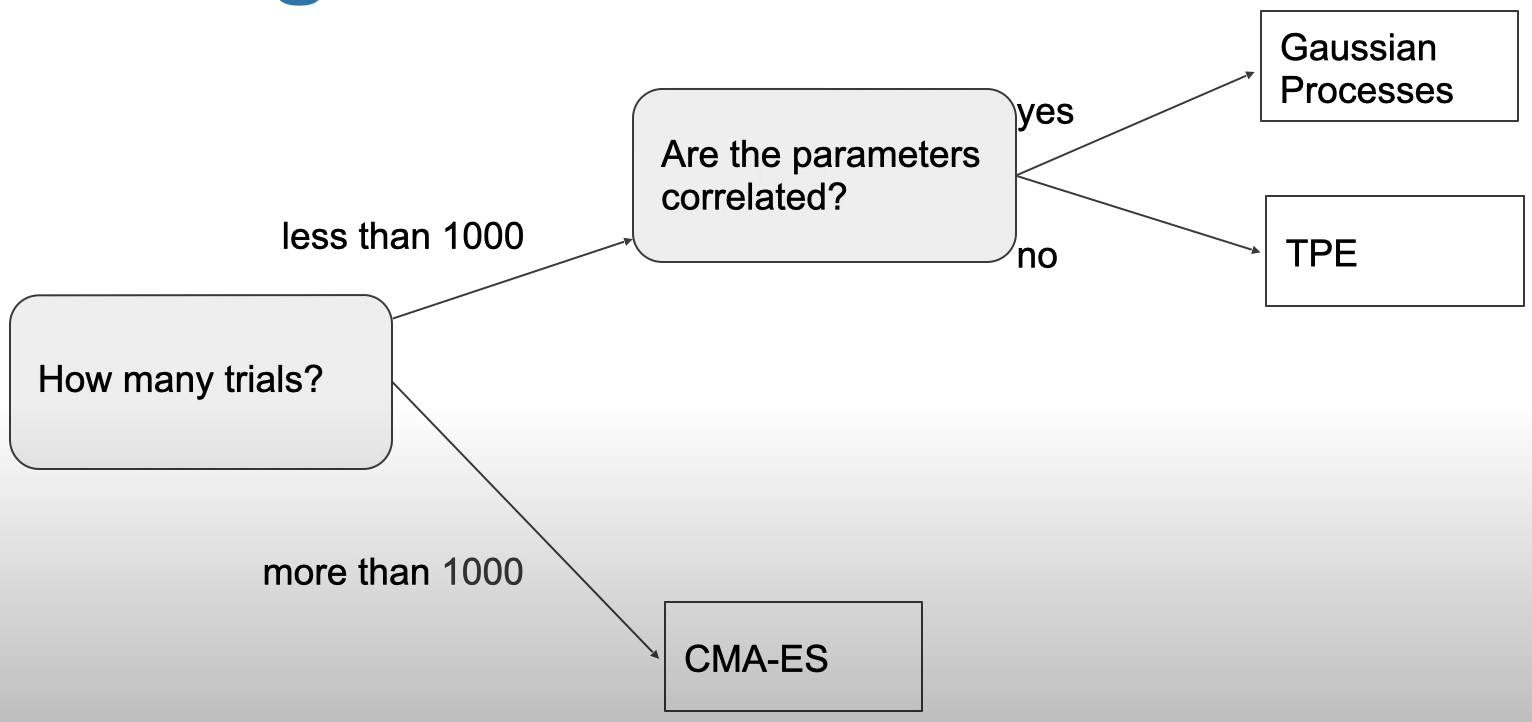 How many trials?
less than 1000
more than 1000
Are the parameters
correlated?
yes
no
Gaussian
Processes
TPE
CMA-ES